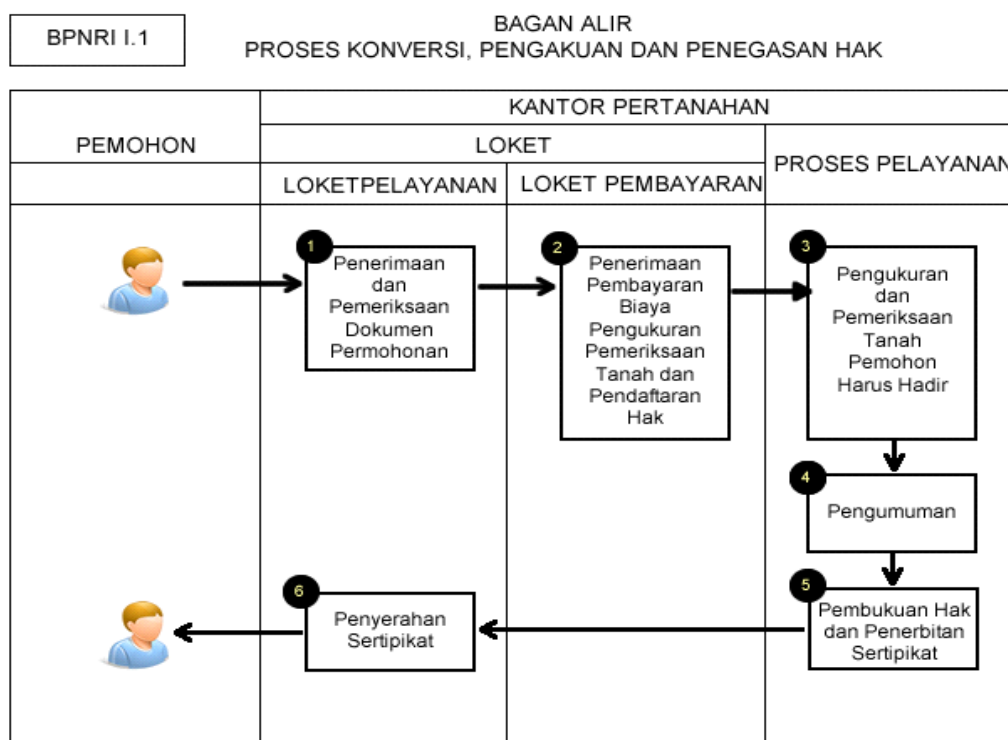 BPNRI I.1
BAGAN ALIR
PROSES KONVERSI, PENGAKUAN DAN PENEGASAN HAK
PEMOHON
KANTOR PERTANAHAN
LOKET
PROSES PELAYANAN
LOKETPELAYANAN
LOKET PEMBAYARAN
1
Penerimaan
dan
Pemeriksaan
Dokumen
Permohonan
2
Penerimaan
Pembayaran
Biaya
Pengukuran
Pemeriksaan
Tanah dan
Pendaftaran
Hak
3
Pengukuran
dan
Pemeriksaan
Tanah
Pemohon
Harus Hadir
4
Pengumuman
5
Pembukuan Hak
dan Penerbitan
Sertipikat
6
Penyerahan
Sertipikat